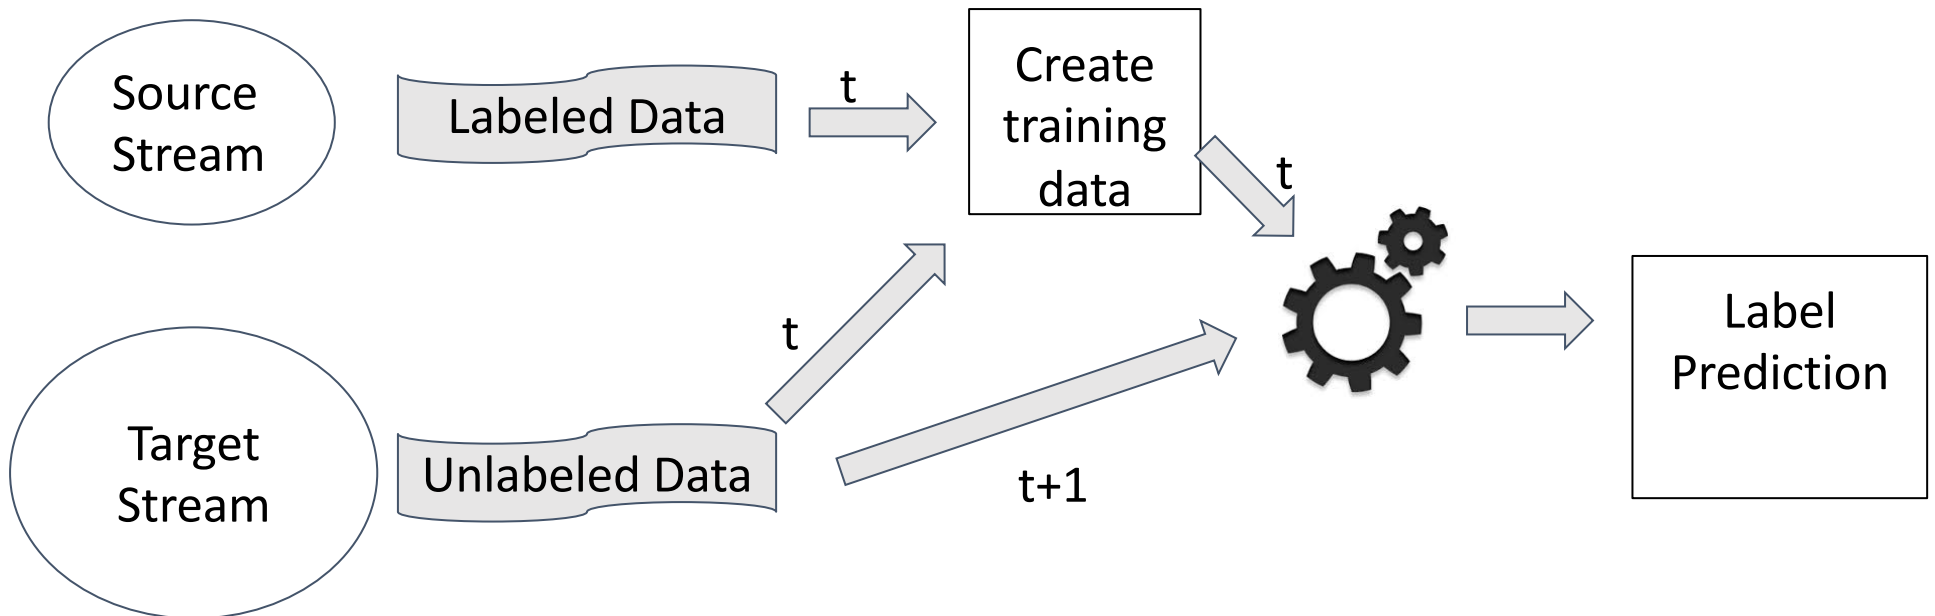 Source
Stream
Labeled Data
t
Create
training
data
t
t
Target
Stream
Unlabeled Data
t+1
Label
Prediction